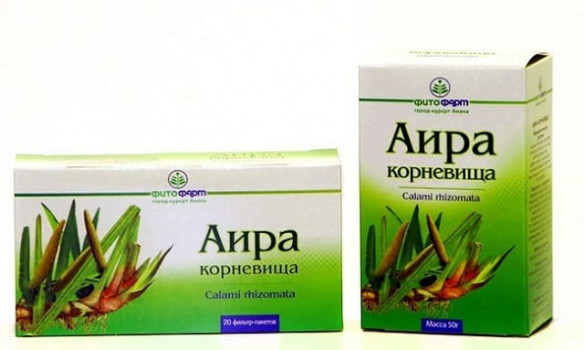 фитофарм
город-курорт Анапа
Аира
корневища
Calami rhizomata
20 фильтр-пакетов
фитофарм
город-курорт Анапа
Аира
корневища
Calami rhizomata
Масса 50г